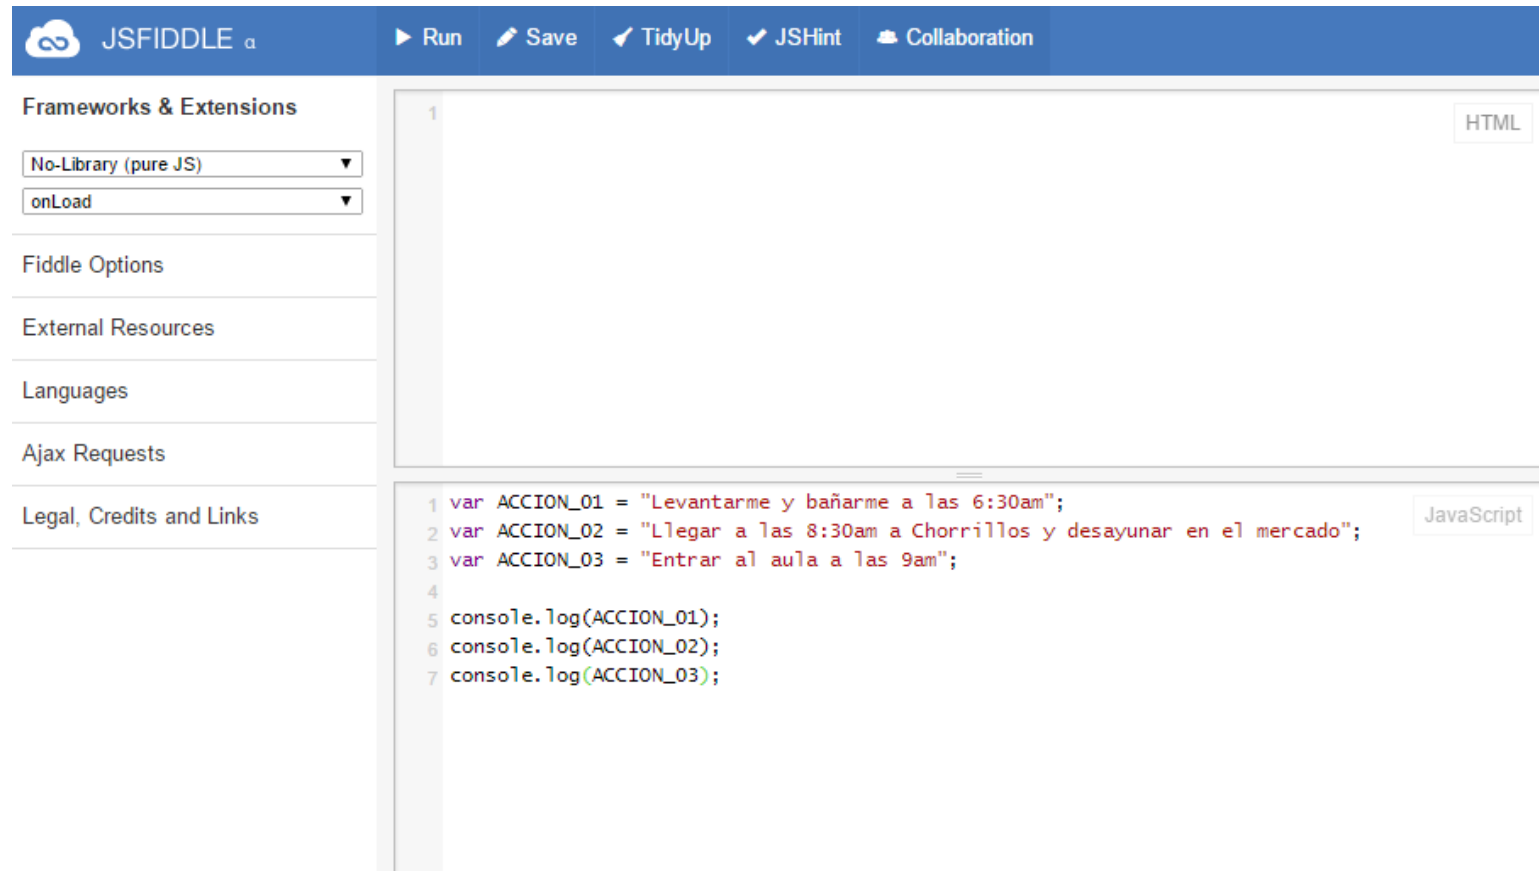 JSFIDDLE α
Run Save TidyUp JSHint Collaboration
Frameworks & Extensions
No-Library (pure JS)
onLoad
Fiddle Options
External Resources
Languages
Ajax Requests
Legal, Credits and Links
1
HTML
1 var ACCION_01 = "Levantarme y bañarme a las 6:30am";
2 var ACCION_02 = "Llegar a las 8:30am a Chorrillos y desayunar en el mercado";
3 var ACCION_03 = "Entrar al aula a las 9am";
4
5 console.log(ACCION_01);
6 console.log(ACCION_02);
7 console.log(ACCION_03);
JavaScript